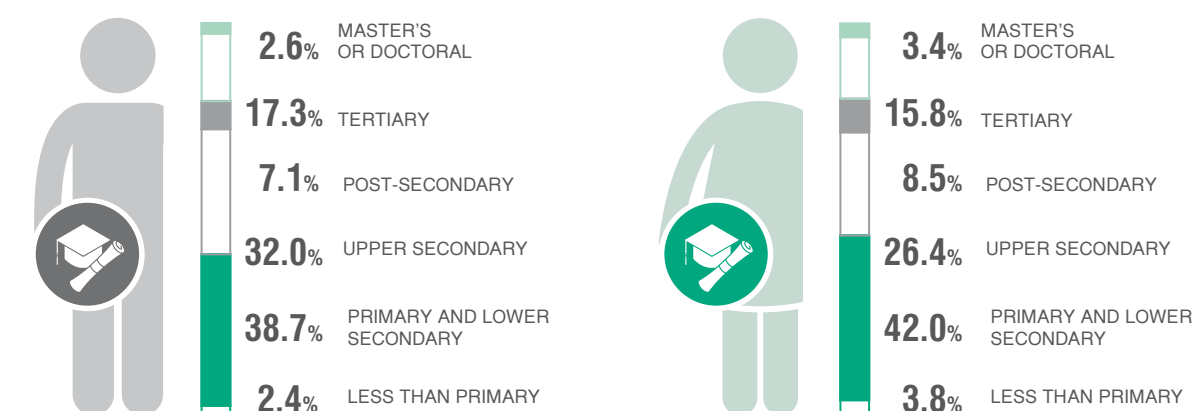 2.6% MASTER'S
OR DOCTORAL
17.3% TERTIARY
7.1% POST-SECONDARY
32.0% UPPER SECONDARY
38.7% PRIMARY AND LOWER
SECONDARY
2.4% LESS THAN PRIMARY
3.4% MASTER'S
OR DOCTORAL
15.8% TERTIARY
8.5% POST-SECONDARY
26.4% UPPER SECONDARY
42.0% PRIMARY AND LOWER
SECONDARY
3.8% LESS THAN PRIMARY